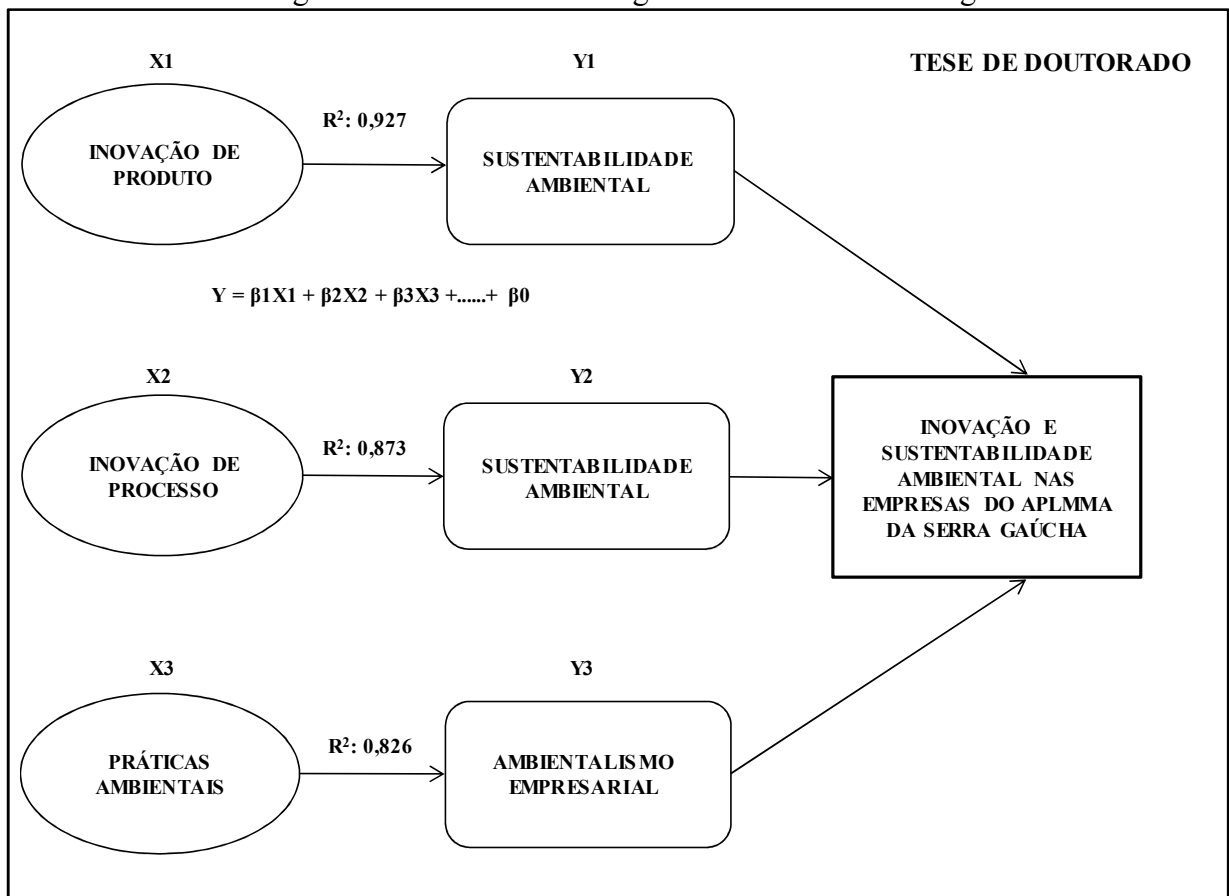 X1
Y1
TESE DE DOUTORADO
R²: 0,927
INOVAÇÃO DE
PRODUTO
SUSTENTABILIDADE
AMBIENTAL
Y = β1X1 + β2X2 + β3X3 +......+ β0
X2
Y2
R²: 0,873
INOVAÇÃO DE
PROCESSO
SUSTENTABILIDADE
AMBIENTAL
INOVAÇÃO E
SUSTENTABILIDADE
AMBIENTAL NAS
EMPRESAS DO APLMMA
DA SERRA GAÚCHA
X3
Y3
R²: 0,826
PRÁTICAS
AMBIENTAIS
AMBIENTALISMO
EMPRESARIAL